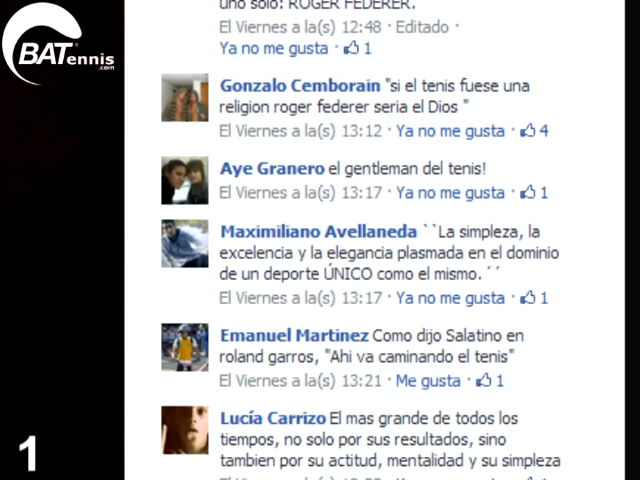 uno solo: ROGER FEDERER.
El Viernes a la(s) 12:48 · Editado ·
Ya no me gusta · 1
BATennis
.com
Gonzalo Cemborain "si el tenis fuese una
religion roger federer seria el Dios "
El Viernes a la(s) 13:12 · Ya no me gusta · 4
Aye Granero el gentleman del tenis!
El Viernes a la(s) 13:17 · Ya no me gusta · 1
Maximiliano Avellaneda ``La simpleza, la
excelencia y la elegancia plasmada en el dominio
de un deporte ÚNICO como el mismo. ´´
El Viernes a la(s) 13:17 · Ya no me gusta · 1
Emanuel Martinez Como dijo Salatino en
roland garros, "Ahi va caminando el tenis"
El Viernes a la(s) 13:21 · Me gusta · 1
Lucía Carrizo El mas grande de todos los
tiempos, no solo por sus resultados, sino
tambien por su actitud, mentalidad y su simpleza
1